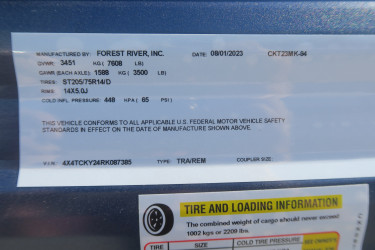 MANUFACTURED BY: FOREST RIVER, INC. DATE: 08/01/2023 CKT23MK-04
GVWR: 3451 KG ( 7608 LB)
GAWR (EACH AXLE): 1588 KG ( 3500 LB)
TIRES: ST205/75R14/D
RIMS: 14X5.0J
COLD INFL. PRESSURE: 448 KPA ( 65 PSI )
THIS VEHICLE CONFORMS TO ALL APPLICABLE U.S. FEDERAL MOTOR VEHICLE SAFETY
STANDARDS IN EFFECT ON THE DATE OF MANUFACTURE SHOWN ABOVE.
V.I.N.: 4X4TCKY24RK087385 TYPE: TRA/REM COUPLER SIZE:
TIRE AND LOADING INFORMATION
The combined weight of cargo should never exceed
1002 kg or 2209 lbs.
TIRE SIZE COLD TIRE PRESSURE